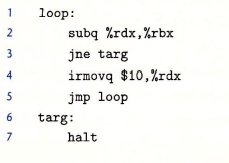 1 loop:
2 subq %rdx,%rbx
3 jne targ
4 irmovq $10,%rdx
5 jmp loop
6 targ:
7 halt